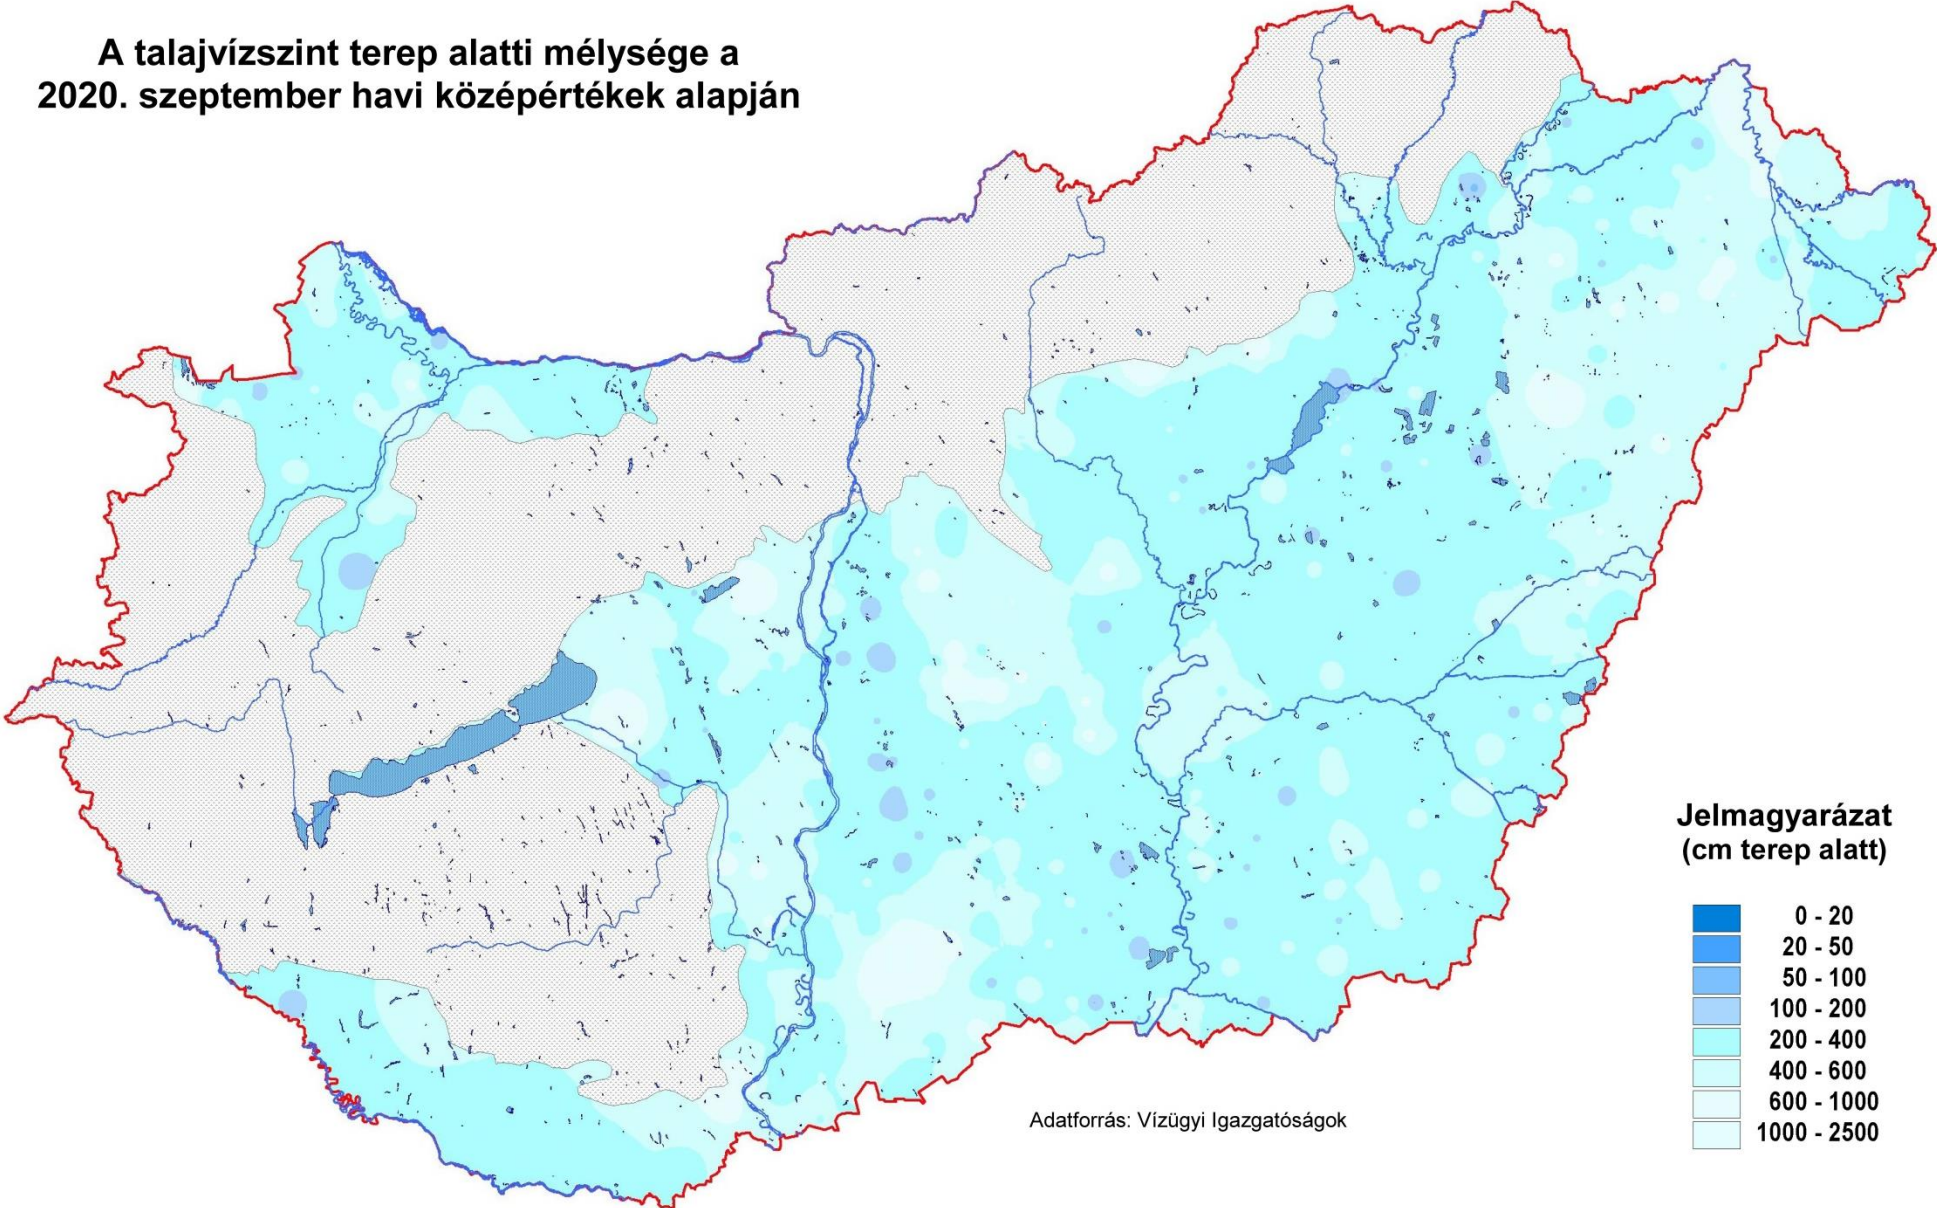 A talajvízszint terep alatti mélysége a
2020. szeptember havi középértékek alapján
Jelmagyarázat
(cm terep alatt)
0 - 20
20 - 50
50 - 100
100 - 200
200 - 400
400 - 600
600 - 1000
1000 - 2500
Adatforrás: Vízügyi Igazgatóságok